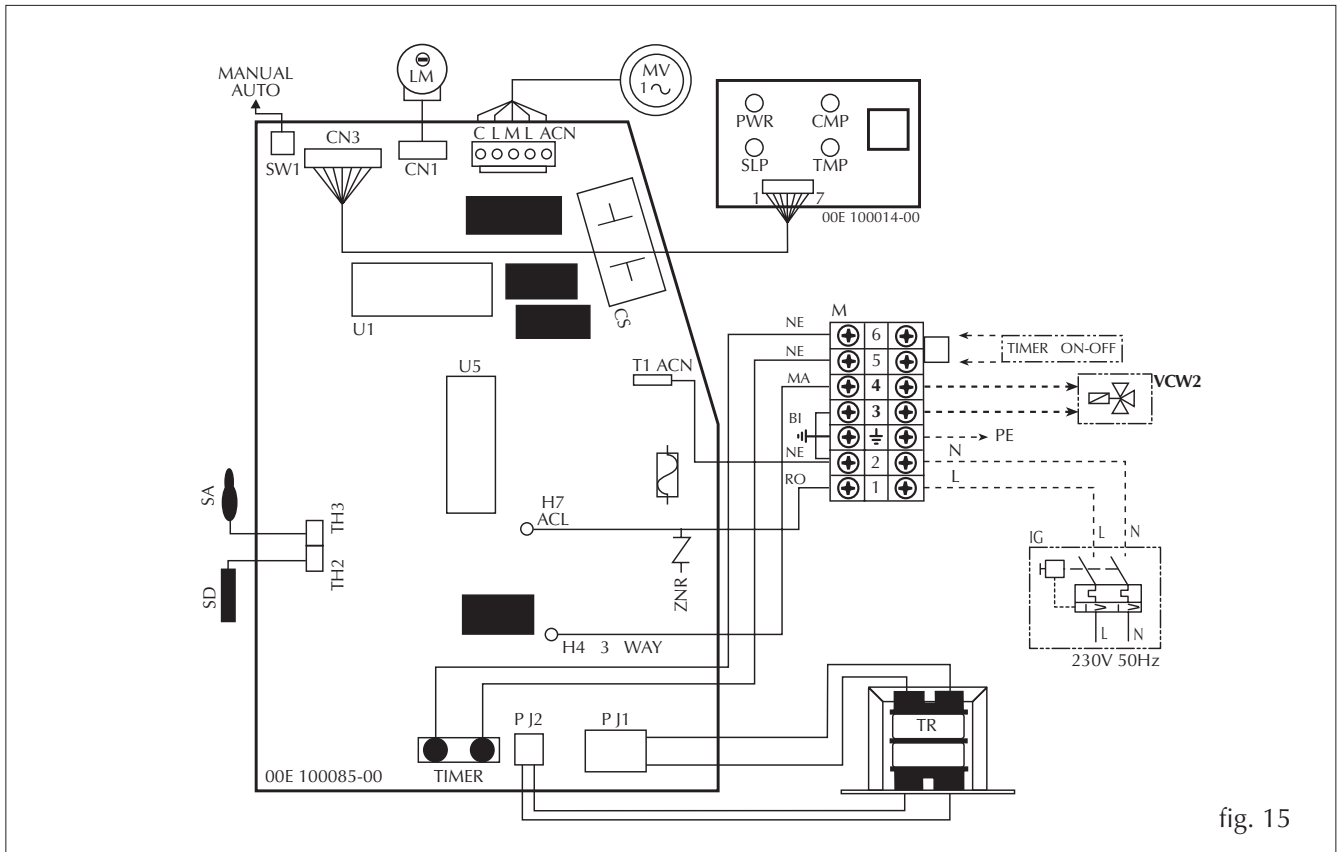 MANUAL
AUTO
SW1
CN3
LM
CN1
C L M L ACN
MV
1~
PWR
CMP
SLP
TMP
1
7
00E 100014-00
U1
CS
U5
T1 ACN
M
NE
6
TIMER ON-OFF
NE
5
MA
4
VCW2
BI
3
PE
NE
2
N
RO
1
L
SA
TH3
SD
TH2
H7
ACL
ZNR
H4 3 WAY
IG
L
N
L
N
230V 50Hz
P J2
P J1
TR
TIMER
00E 100085-00
fig. 15